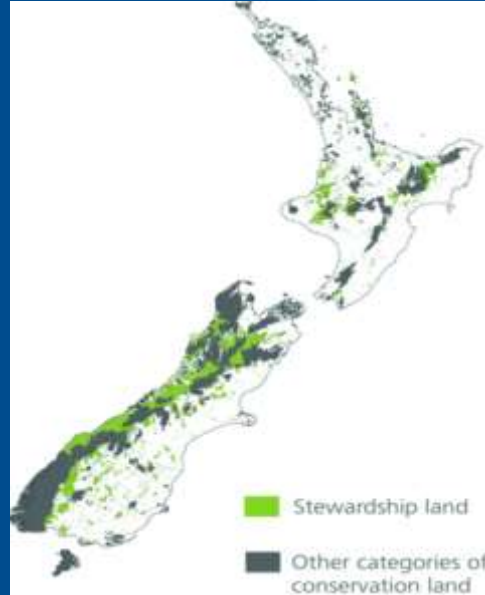 Stewardship land
Other categories of
conservation land